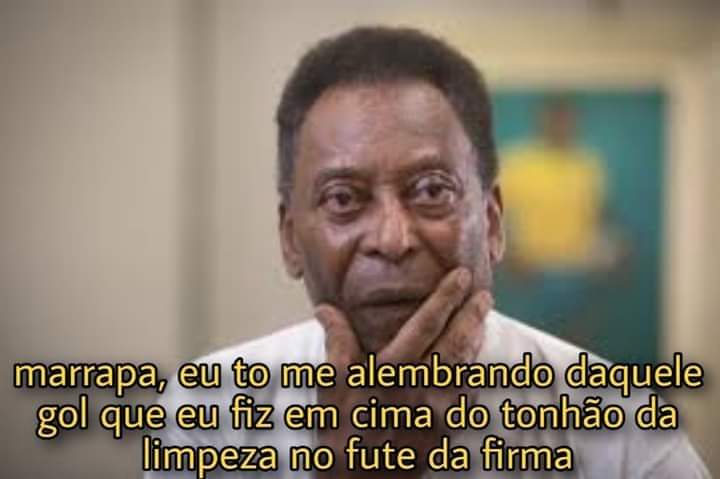 marrapa, eu to me alembrando daquele
gol que eu fiz em cima do tonhão da
limpeza no fute da firma